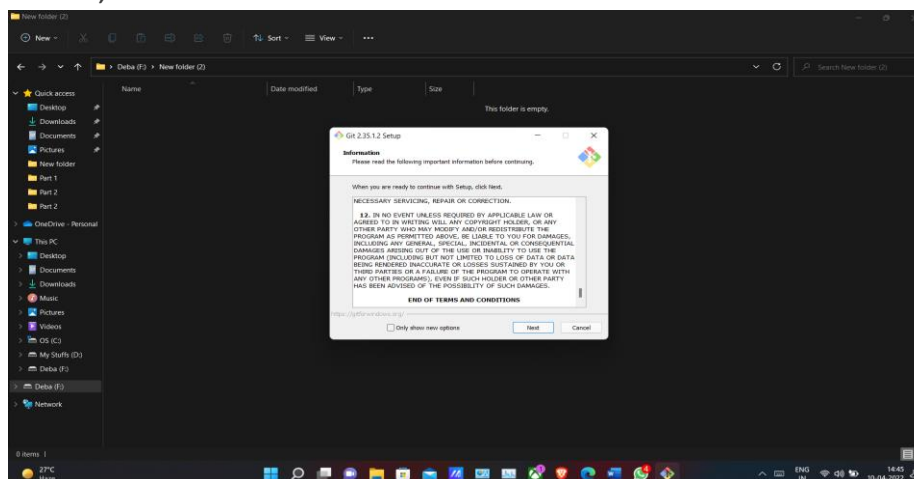 New folder (2)
New
Sort
View
Deba (F:) › New folder (2)
Search New folder (2)
Name
Date modified
Type
Size
This folder is empty.
Quick access
Desktop
Downloads
Documents
Pictures
New folder
Part 1
Part 2
Part 2
OneDrive - Personal
This PC
Desktop
Documents
Downloads
Music
Pictures
Videos
OS (C:)
My Stuffs (D:)
Deba (F:)
Deba (F:)
Network
0 items
Git 2.35.1.2 Setup
Information
Please read the following important information before continuing.
When you are ready to continue with Setup, click Next.
NECESSARY SERVICING, REPAIR OR CORRECTION.
12. IN NO EVENT UNLESS REQUIRED BY APPLICABLE LAW OR
AGREED TO IN WRITING WILL ANY COPYRIGHT HOLDER, OR ANY
OTHER PARTY WHO MAY MODIFY AND/OR REDISTRIBUTE THE
PROGRAM AS PERMITTED ABOVE, BE LIABLE TO YOU FOR DAMAGES,
INCLUDING ANY GENERAL, SPECIAL, INCIDENTAL OR CONSEQUENTIAL
DAMAGES ARISING OUT OF THE USE OR INABILITY TO USE THE
PROGRAM (INCLUDING BUT NOT LIMITED TO LOSS OF DATA OR DATA
BEING RENDERED INACCURATE OR LOSSES SUSTAINED BY YOU OR
THIRD PARTIES OR A FAILURE OF THE PROGRAM TO OPERATE WITH
ANY OTHER PROGRAMS), EVEN IF SUCH HOLDER OR OTHER PARTY
HAS BEEN ADVISED OF THE POSSIBILITY OF SUCH DAMAGES.
END OF TERMS AND CONDITIONS
https://gitforwindows.org/
Only show new options
Next
Cancel
27°C
Haze
ENG
IN
14:45
10-04-2022